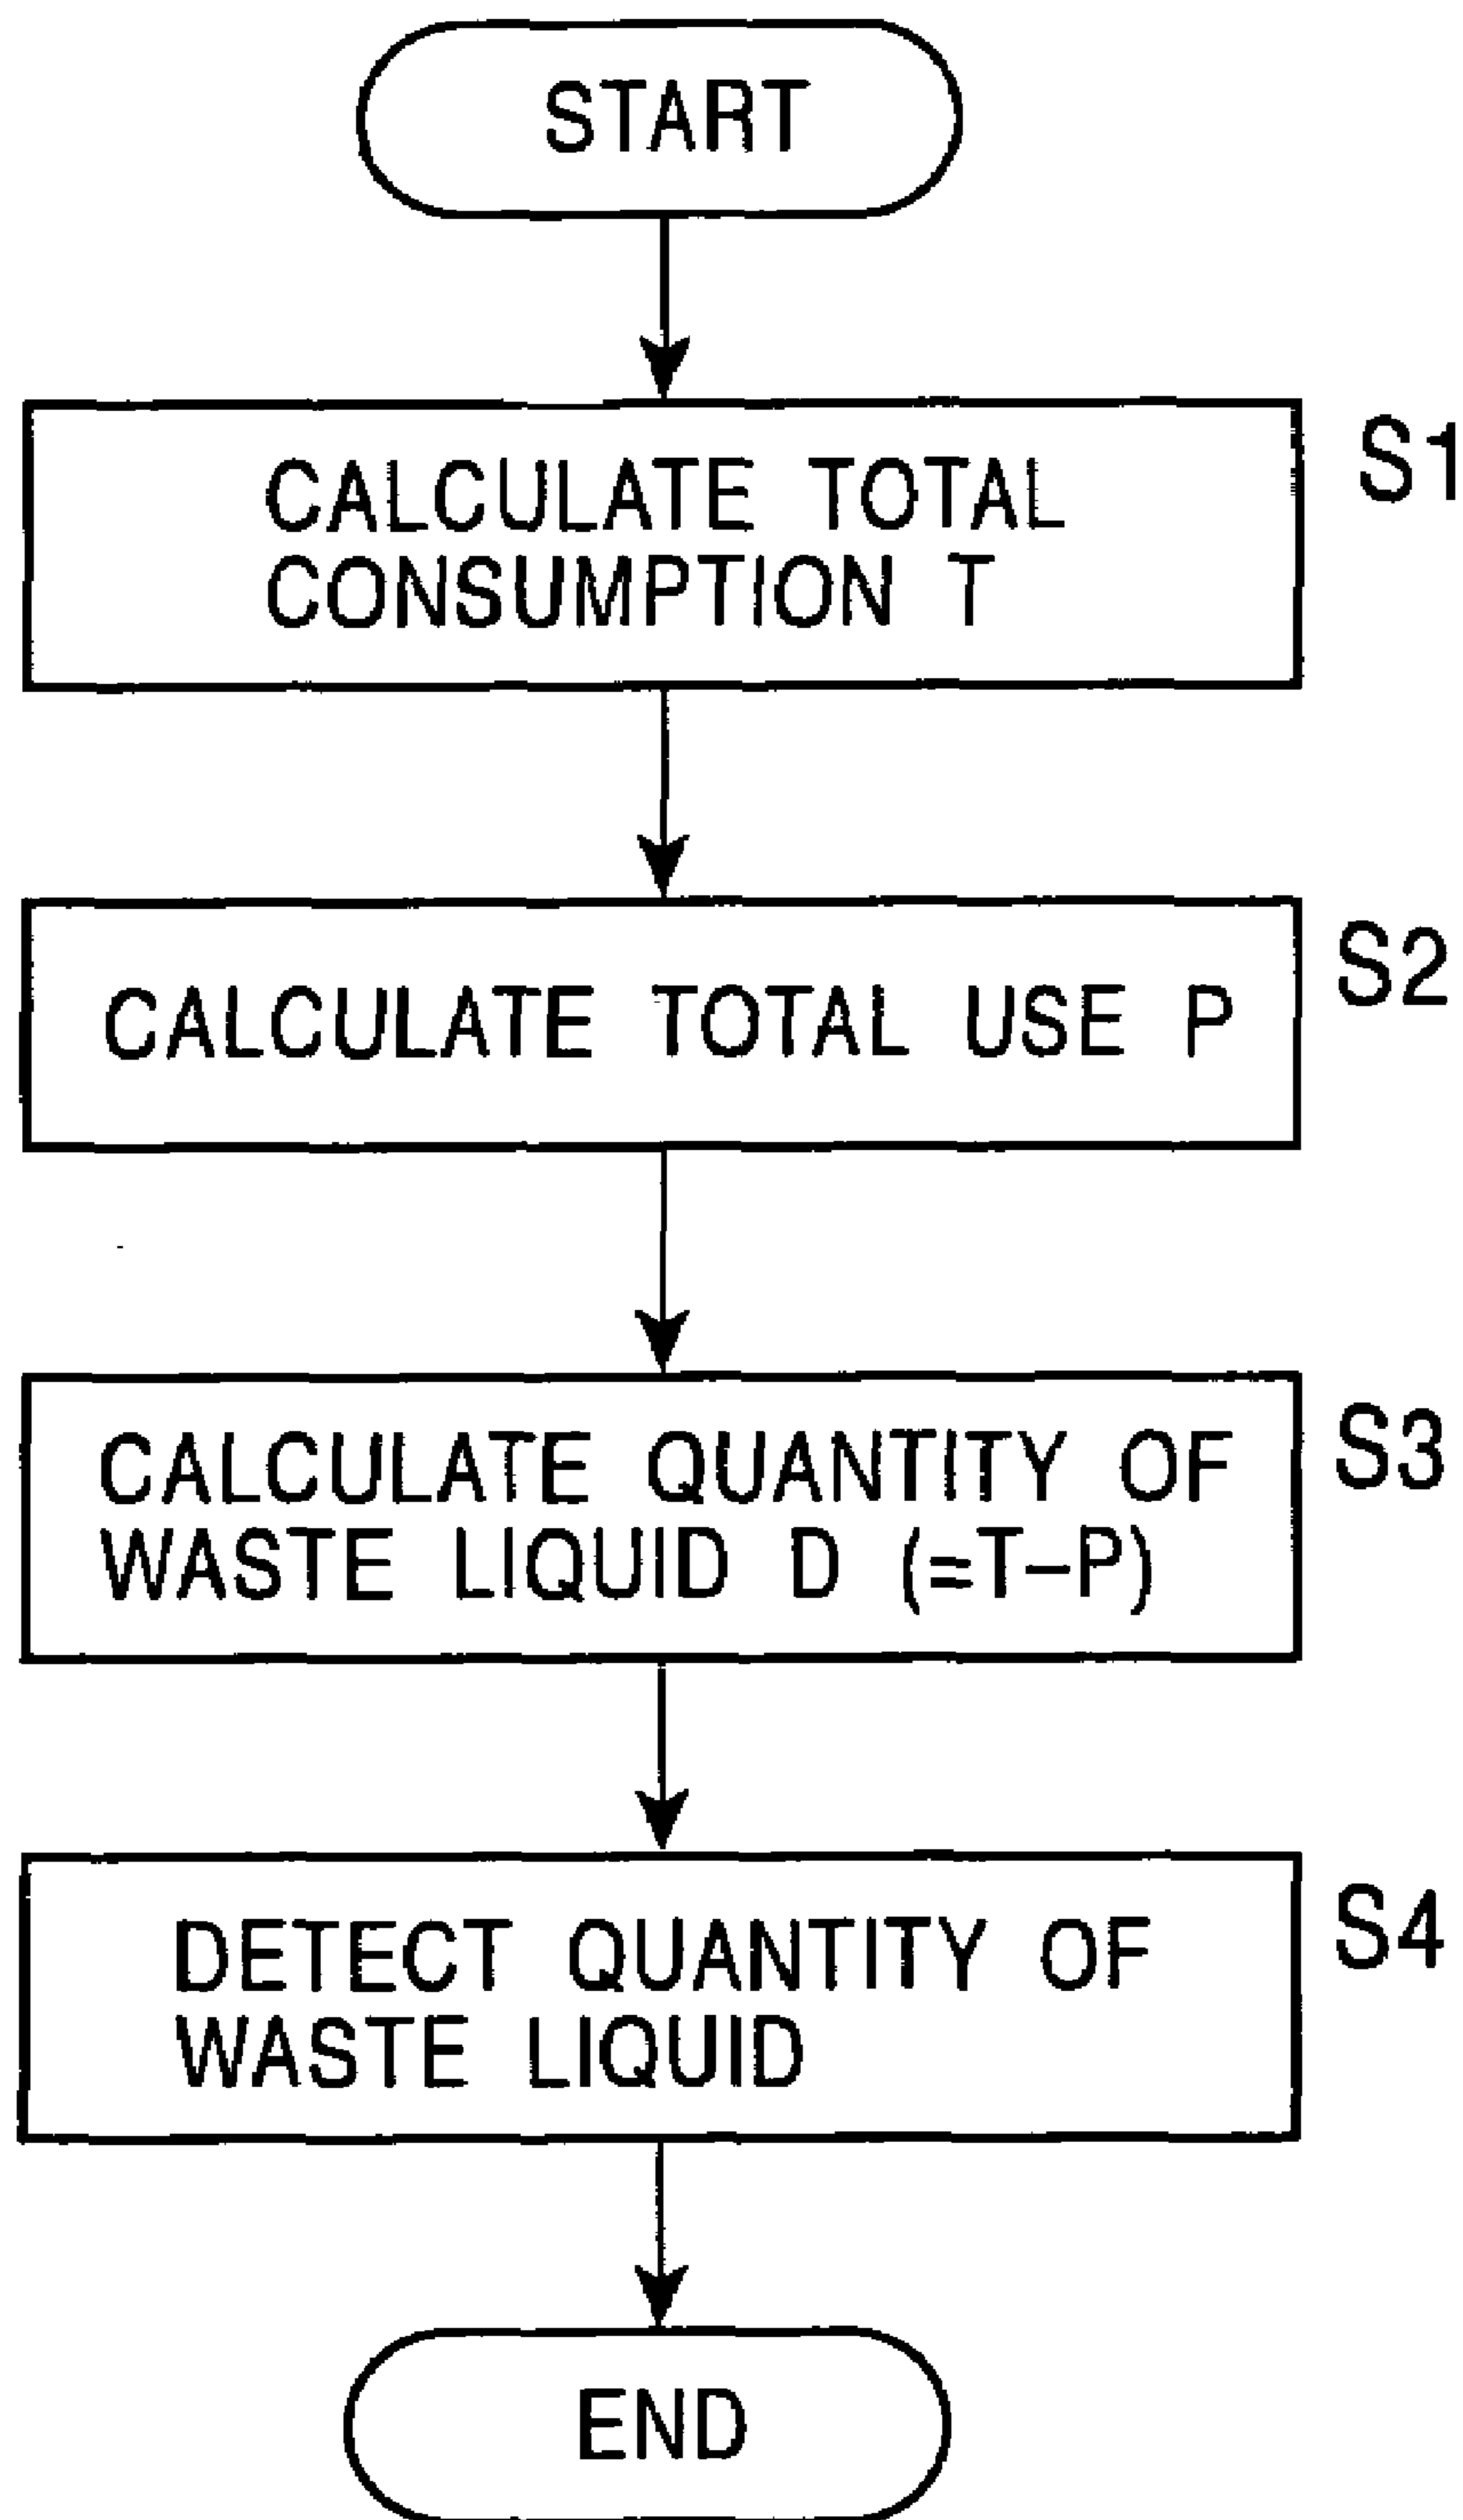 START
S1
CALCULATE TOTAL
CONSUMPTION T
S2
CALCULATE TOTAL USE P
S3
CALCULATE QUANTITY OF
WASTE LIQUID D (=T-P)
S4
DETECT QUANTITY OF
WASTE LIQUID
END